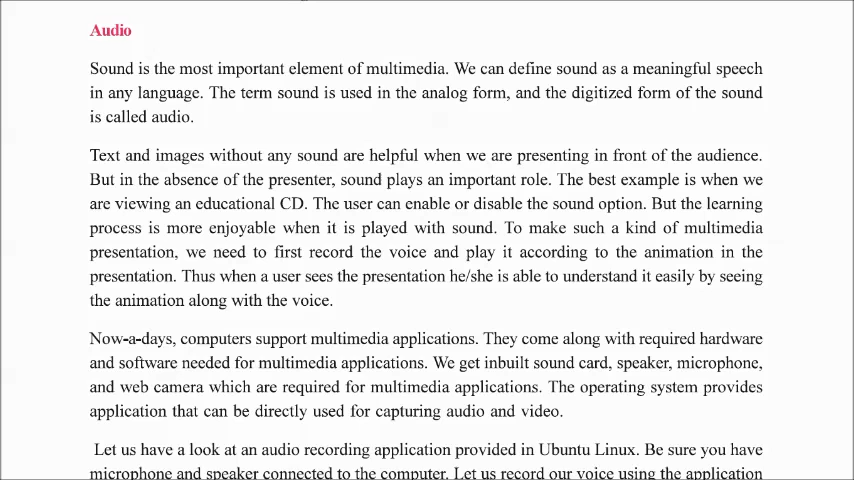 Audio
Sound is the most important element of multimedia. We can define sound as a meaningful speech
in any language. The term sound is used in the analog form, and the digitized form of the sound
is called audio.
Text and images without any sound are helpful when we are presenting in front of the audience.
But in the absence of the presenter, sound plays an important role. The best example is when we
are viewing an educational CD. The user can enable or disable the sound option. But the learning
process is more enjoyable when it is played with sound. To make such a kind of multimedia
presentation, we need to first record the voice and play it according to the animation in the
presentation. Thus when a user sees the presentation he/she is able to understand it easily by seeing
the animation along with the voice.
Now-a-days, computers support multimedia applications. They come along with required hardware
and software needed for multimedia applications. We get inbuilt sound card, speaker, microphone,
and web camera which are required for multimedia applications. The operating system provides
application that can be directly used for capturing audio and video.
Let us have a look at an audio recording application provided in Ubuntu Linux. Be sure you have
microphone and speaker connected to the computer. Let us record our voice using the application